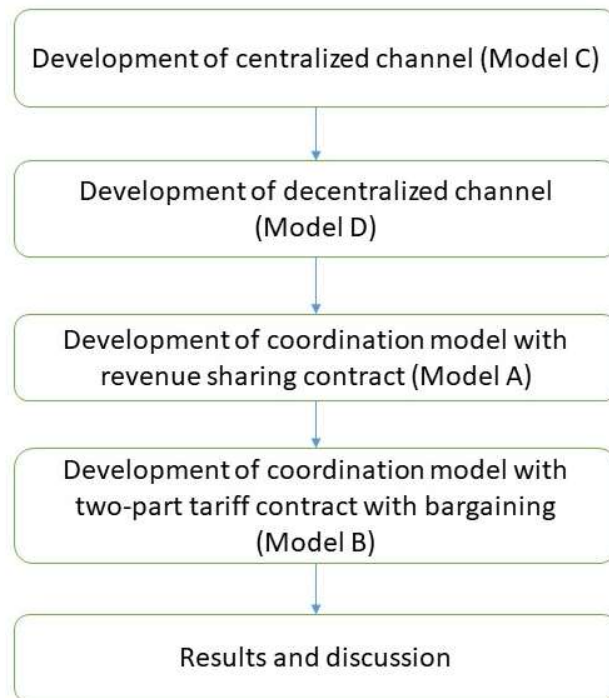 Development of centralized channel (Model C)
Development of decentralized channel
(Model D)
Development of coordination model with
revenue sharing contract (Model A)
Development of coordination model with
two-part tariff contract with bargaining
(Model B)
Results and discussion